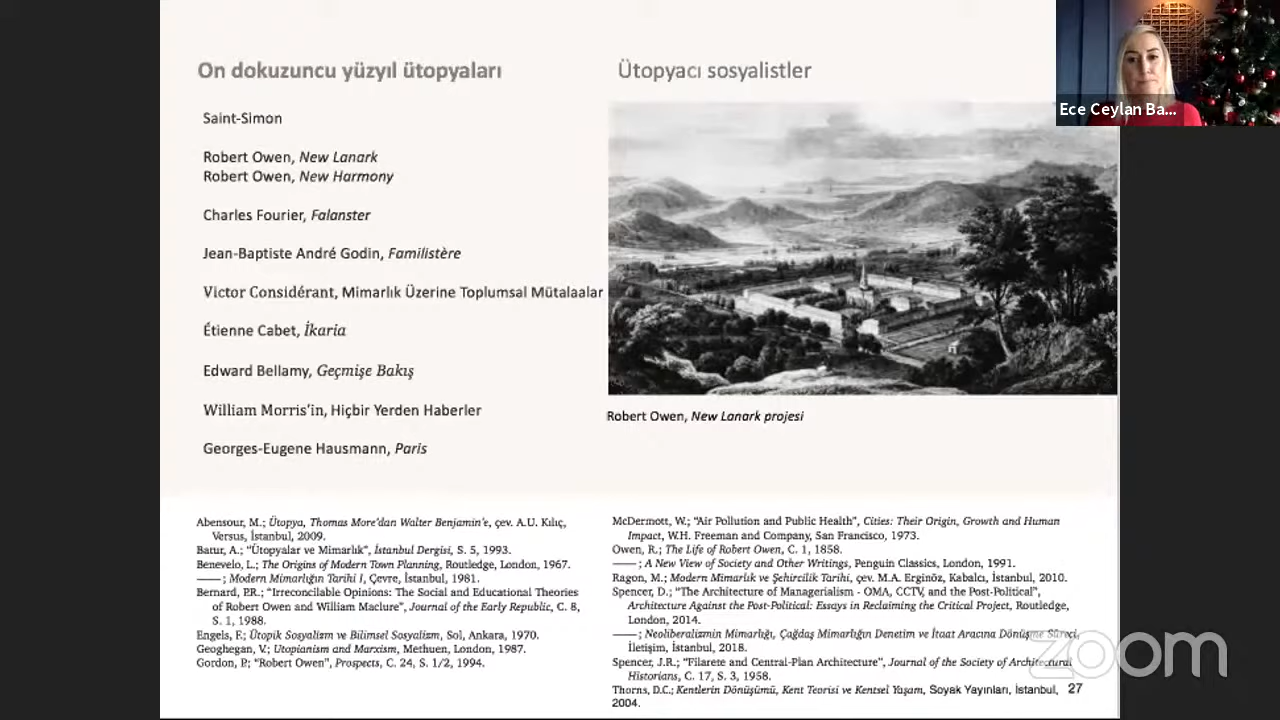 On dokuzuncu yüzyıl ütopyaları
Saint-Simon
Robert Owen, New Lanark
Robert Owen, New Harmony
Charles Fourier, Falanster
Jean-Baptiste André Godin, Familistère
Victor Considérant, Mimarlık Üzerine Toplumsal Mütalaalar
Étienne Cabet, İkaria
Edward Bellamy, Geçmişe Bakış
William Morris'in, Hiçbir Yerden Haberler
Georges-Eugene Hausmann, Paris
Ütopyacı sosyalistler
Ece Ceylan Ba...
Robert Owen, New Lanark projesi
Abensour, M.; Ütopya, Thomas More'dan Walter Benjamin'e, çev. A.U. Kılıç,
Versus, İstanbul, 2009.
Batur, A.; "Ütopyalar ve Mimarlık", İstanbul Dergisi, S. 5, 1993.
Benevelo, L.; The Origins of Modern Town Planning, Routledge, London, 1967.
——; Modern Mimarlığın Tarihi I, Çevre, İstanbul, 1981.
Bernard, P.R.; "Irreconcilable Opinions: The Social and Educational Theories
of Robert Owen and William Maclure", Journal of the Early Republic, C. 8,
S. 1, 1988.
Engels, F.; Ütopik Sosyalizm ve Bilimsel Sosyalizm, Sol, Ankara, 1970.
Geoghegan, V.; Utopianism and Marxism, Methuen, London, 1987.
Gordon, P.; "Robert Owen", Prospects, C. 24, S. 1/2, 1994.
McDermott, W.; "Air Pollution and Public Health", Cities: Their Origin, Growth and Human
Impact, W.H. Freeman and Company, San Francisco, 1973.
Owen, R.; The Life of Robert Owen, C. 1, 1858.
——; A New View of Society and Other Writings, Penguin Classics, London, 1991.
Ragon, M.; Modern Mimarlık ve Şehircilik Tarihi, çev. M.A. Erginöz, Kabalcı, İstanbul, 2010.
Spencer, D.; "The Architecture of Managerialism - OMA, CCTV, and the Post-Political",
Architecture Against the Post-Political: Essays in Reclaiming the Critical Project, Routledge,
London, 2014.
——; Neoliberalizmin Mimarlığı, Çağdaş Mimarlığın Denetim ve İtaat Aracına Dönüşme Süreci,
İletişim, İstanbul, 2018.
Spencer, J.R.; "Filarete and Central-Plan Architecture", Journal of the Society of Architectural
Historians, C. 17, S. 3, 1958.
Thorns, D.C.; Kentlerin Dönüşümü, Kent Teorisi ve Kentsel Yaşam, Soyak Yayınları, İstanbul,
2004.
27
zoom